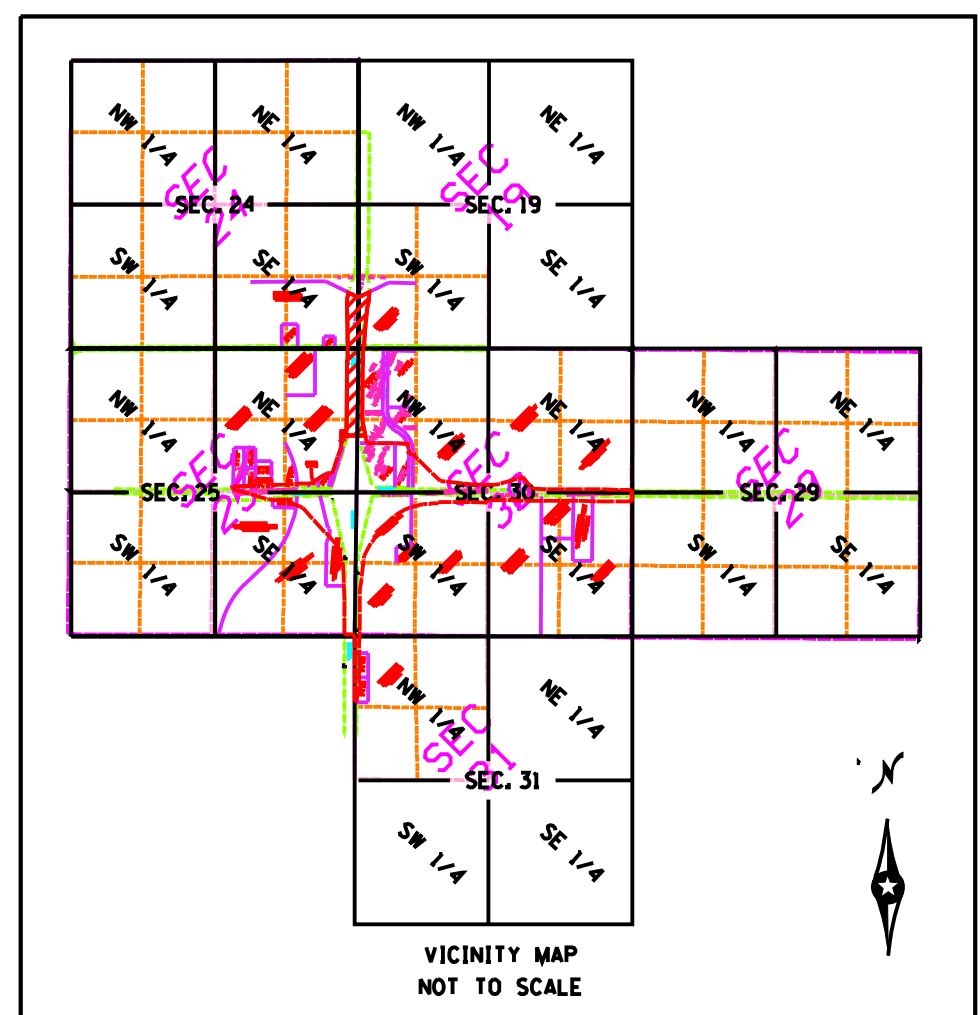 NW 1/4
NE 1/4
NW 1/4
NE 1/4
SEC
24
SEC
19
SEC. 24
SEC. 19
SW 1/4
SE 1/4
SW 1/4
SE 1/4
NW 1/4
NE 1/4
NW 1/4
NE 1/4
NW 1/4
NE 1/4
SEC
SEC
SEC
29
SEC. 25
SEC. 30
SEC. 29
SW 1/4
SE 1/4
SW 1/4
SE 1/4
SW 1/4
SE 1/4
NW 1/4
NE 1/4
SEC
31
SEC. 31
SW 1/4
SE 1/4
N
VICINITY MAP
NOT TO SCALE